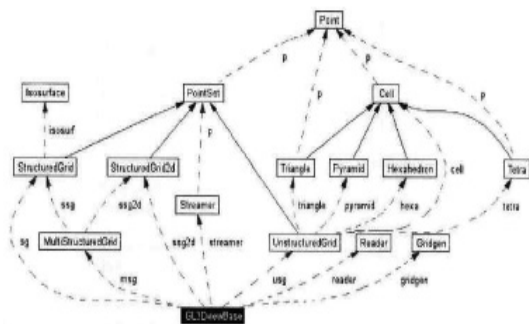 Point
p
p
p
p
Isosurface
PointSet
Cell
isosurf
p
StructuredGrid
StructuredGrid2d
Triangle
Pyramid
Hexahedron
cell
Tetra
ssg
ssg2d
Streamer
triangle
pyramid
hexa
tetra
sg
MultiStructuredGrid
ssg2d
streamer
UnstructuredGrid
Reader
Gridgen
msg
usg
reader
gridgen
GL3DviewBase